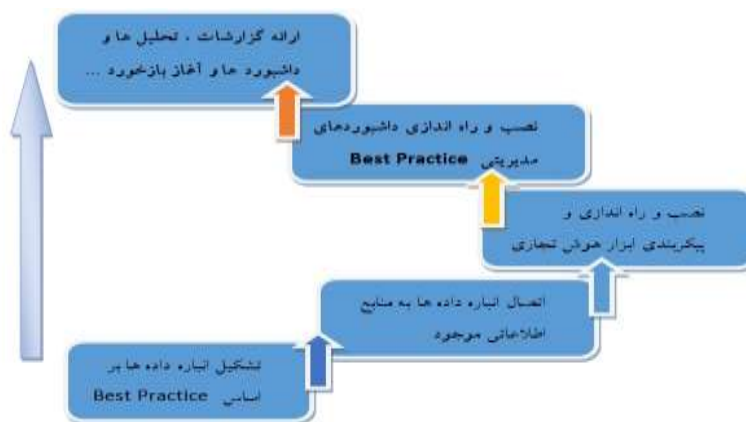 ارائه گزارشات ، تحلیل ها و
داشبورد ها و آغاز بازخورد ...
نصب و راه اندازی داشبوردهای
مدیریتی Best Practice
نصب و راه اندازی و
پیکربندی ابزار هوش تجاری
اتصال انباره داده ها به منابع
اطلاعاتی موجود
تشکیل انباره داده ها بر
اساس Best Practice